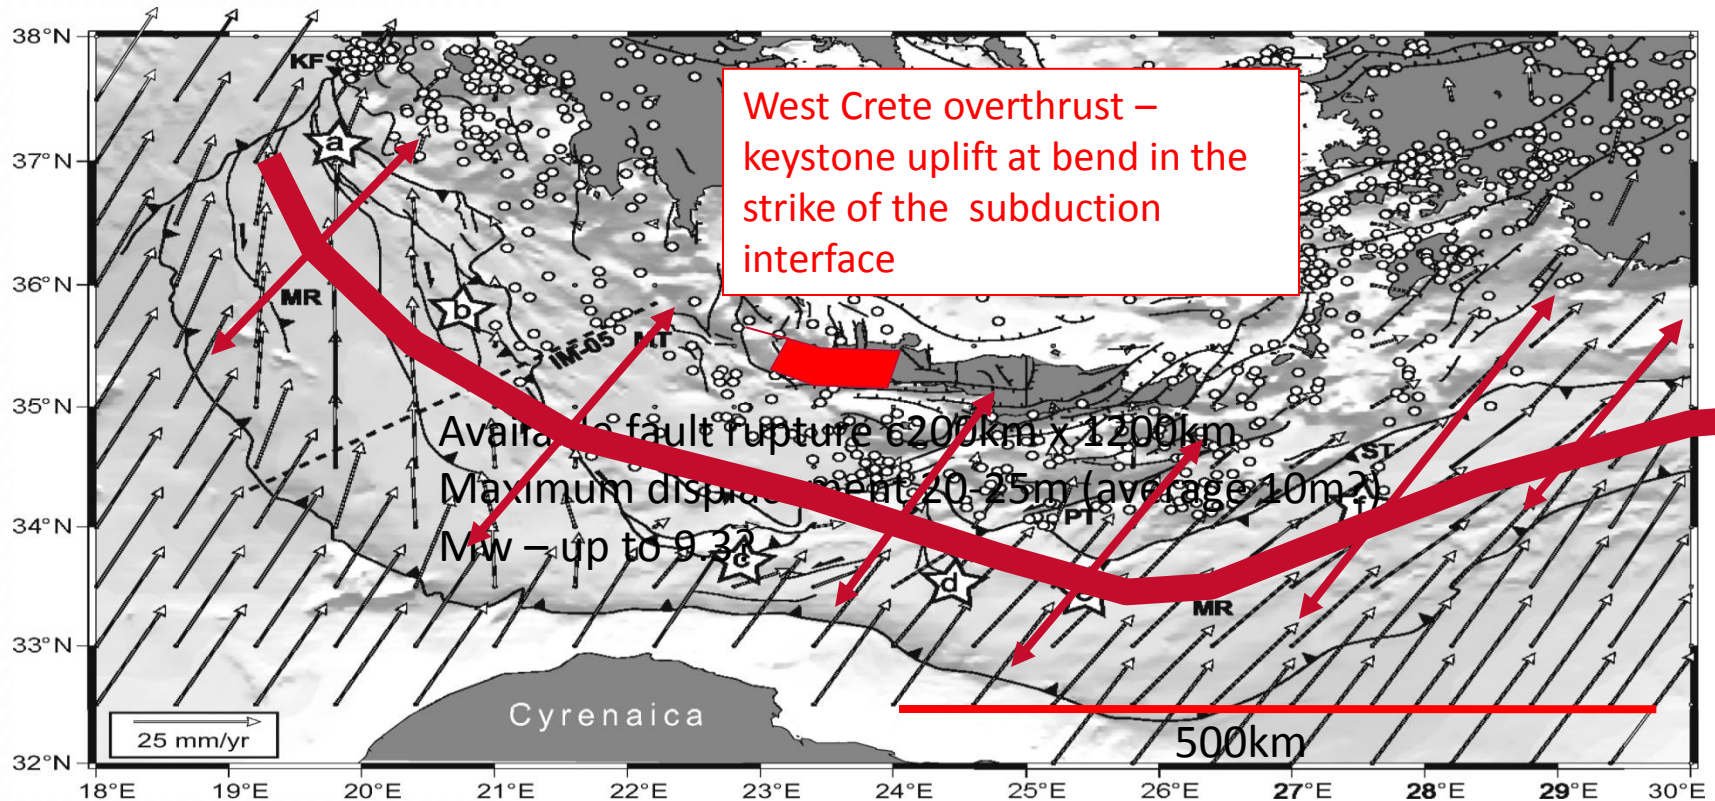 38°N
KF
West Crete overthrust –
keystone uplift at bend in the
strike of the subduction
interface
a
37°N
36°N
MR
b
IM-05
MT
35°N
Available fault rupture c200km x 1200km
ST
Maximum displacement 20-25m (average 10m?)
PT
f
34°N
Mw – up to 9.3?
c
d
MR
33°N
Cyrenaica
25 mm/yr
500km
32°N
18°E 19°E 20°E 21°E 22°E 23°E 24°E 25°E 26°E 27°E 28°E 29°E 30°E